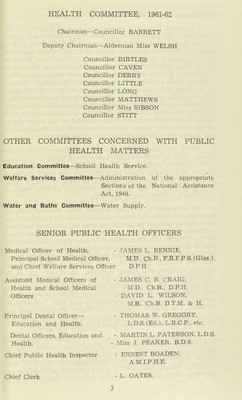 HEALTH COMMITTEE, 1961-62
Chairman—Councillor BARRETT
Deputy Chairman—Alderman Miss WELSH
Councillor BIRTLES
Councillor CAVEN
Councillor DERRY
Councillor LITTLE
Councillor LONG
Councillor MATTHEWS
Councillor Miss SIBSON
Councillor STITT
OTHER COMMITTEES CONCERNED WITH PUBLIC
HEALTH MATTERS
Education Committee—School Health Service.
Welfare Services Committee—Administration of the appropriate
Sections of the National Assistance
Act, 1948.
Water and Baths Committee—Water Supply.
SENIOR PUBLIC HEALTH OFFICERS
Medical Officer of Health, - JAMES L. RENNIE,
Principal School Medical Officer, M.D., Ch.B., F.R.F.P.S.(Glas.),
and Chief Welfare Services Officer D.P.H.
Assistant Medical Officers of - JAMES C. B. CRAIG,
Health and School Medical M.D., Ch.B., D.P.H.
Officers - DAVID L. WILSON,
M.B., Ch.B. D.T.M. & H.
Principal Dental Officer— - THOMAS W. GREGORY,
Education and Health. L.D.S.(Ed.), L.R.C.P., etc.
Dental Officers, Education and - MARTIN L. PATERSON, L.D.S.
Health. - Miss J. PEAKER, B.D.S.
Chief Public Health Inspector - ERNEST BOADEN,
A.M.I.P.H.E.
Chief Clerk - L. OATES.
3